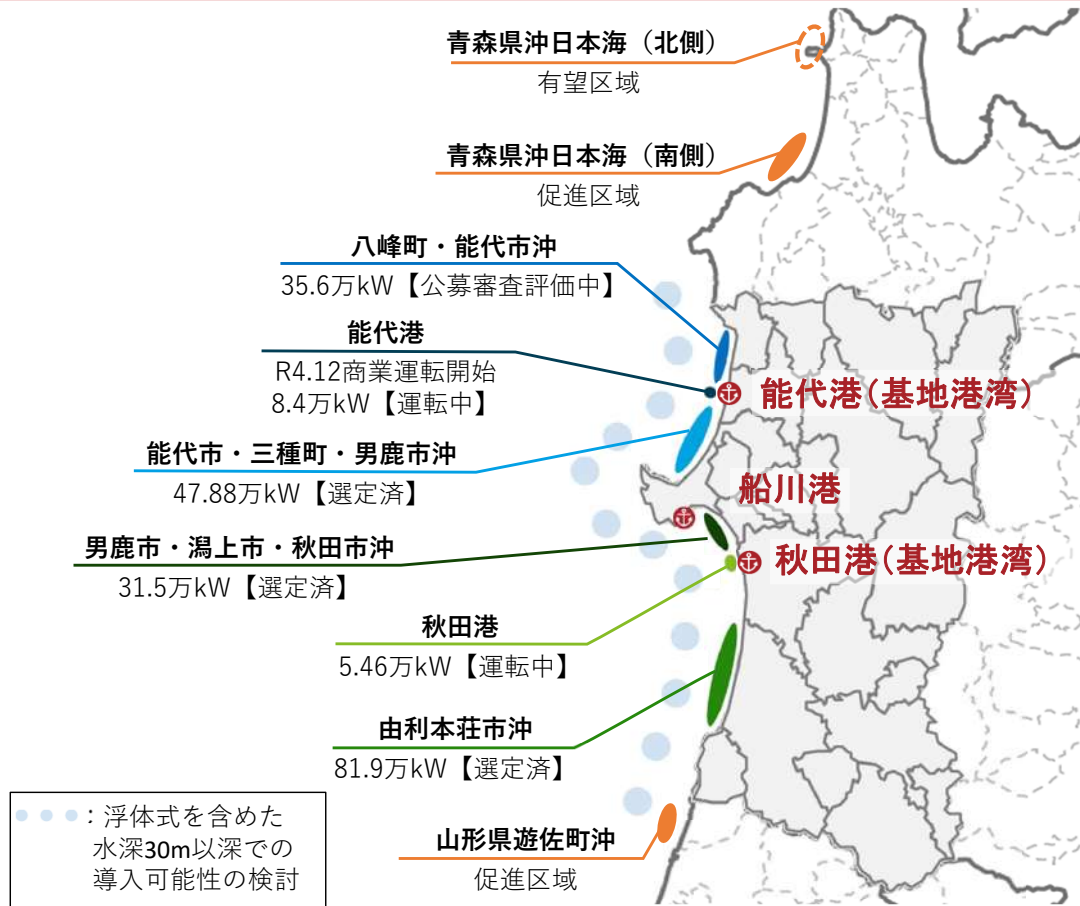 青森県沖日本海（北側）
有望区域
青森県沖日本海（南側）
促進区域
八峰町・能代市沖
35.6万kW【公募審査評価中】
能代港
R4.12商業運転開始
8.4万kW【運転中】
能代港(基地港湾)
能代市・三種町・男鹿市沖
47.88万kW【選定済】
船川港
男鹿市・潟上市・秋田市沖
31.5万kW【選定済】
秋田港(基地港湾)
秋田港
5.46万kW【運転中】
由利本荘市沖
81.9万kW【選定済】
：浮体式を含めた
水深30m以深での
導入可能性の検討
山形県遊佐町沖
促進区域